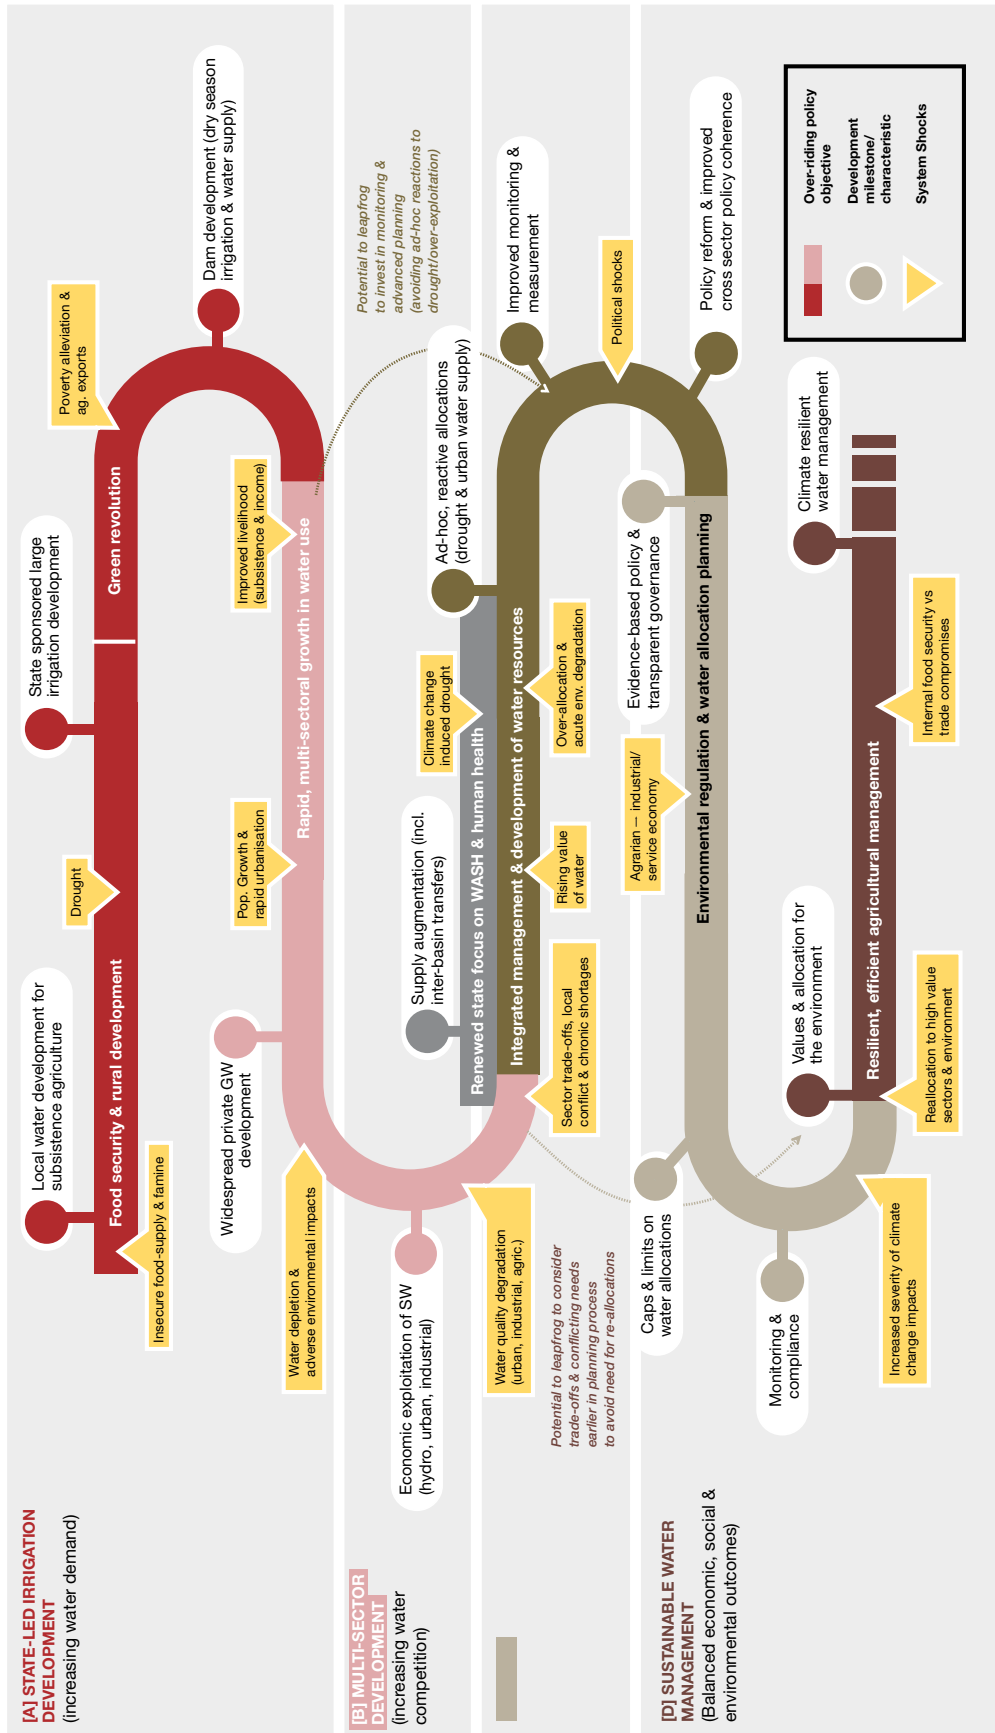 [A] STATE-LED IRRIGATION
DEVELOPMENT
(increasing water demand)
Local water development for
subsistence agriculture
State sponsored large
irrigation development
Drought
Poverty alleviation &
ag. exports
Food security & rural development
Green revolution
Insecure food-supply & famine
Dam development (dry season
irrigation & water supply)
Widespread private GW
development
Pop. Growth &
rapid urbanisation
Improved livelihood
(subsistence & income)
Rapid, multi-sectoral growth in water use
Water depletion &
adverse environmental impacts
[B] MULTI-SECTOR
DEVELOPMENT
(increasing water
competition)
Economic exploitation of SW
(hydro, urban, industrial)
Supply augmentation (incl.
inter-basin transfers)
Climate change
induced drought
Ad-hoc, reactive allocations
(drought & urban water supply)
Potential to leapfrog
to invest in monitoring &
advanced planning
(avoiding ad-hoc reactions to
drought/over-exploitation)
Renewed state focus on WASH & human health
Integrated management & development of water resources
Improved monitoring &
measurement
Water quality degradation
(urban, industrial, agric.)
Sector trade-offs, local
conflict & chronic shortages
Rising value
of water
Over-allocation &
acute env. degradation
Political shocks
Potential to leapfrog to consider
trade-offs & conflicting needs
earlier in planning process
to avoid need for re-allocations
[D] SUSTAINABLE WATER
MANAGEMENT
(Balanced economic, social &
environmental outcomes)
Caps & limits on
water allocations
Agrarian – industrial/
service economy
Evidence-based policy &
transparent governance
Policy reform & improved
cross sector policy coherence
Environmental regulation & water allocation planning
Monitoring &
compliance
Values & allocation for
the environment
Climate resilient
water management
Resilient, efficient agricultural management
Increased severity of climate
change impacts
Reallocation to high value
sectors & environment
Internal food security vs
trade compromises
Over-riding policy
objective
Development
milestone/
characteristic
System Shocks